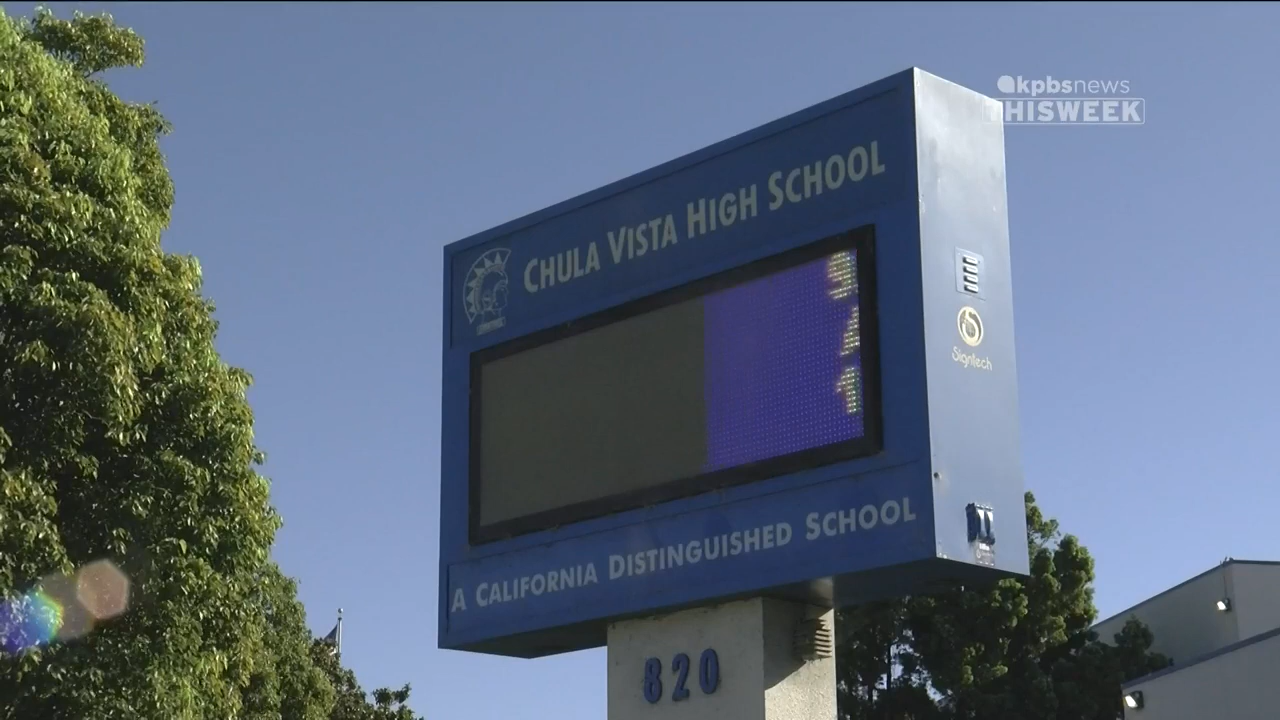 kpbsnews
THISWEEK
CHULA VISTA HIGH SCHOOL
Signtech
A CALIFORNIA DISTINGUISHED SCHOOL
820